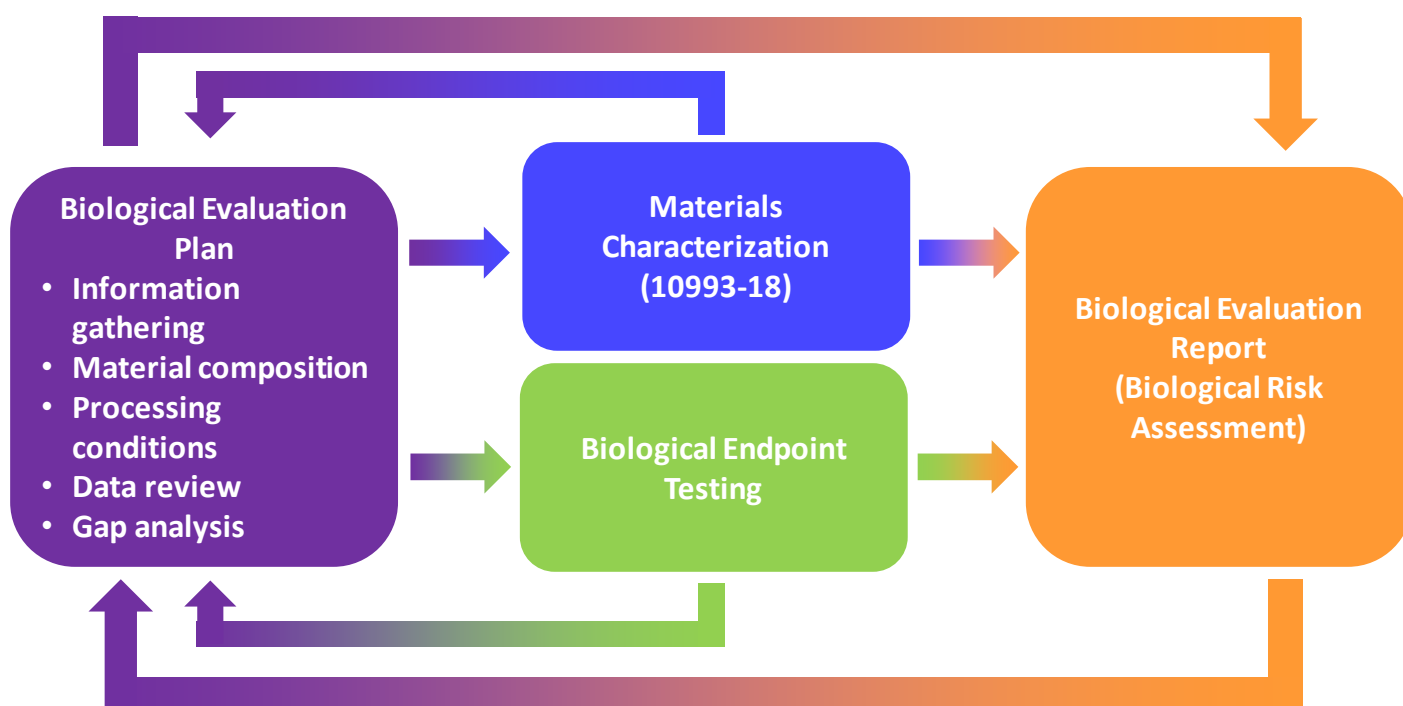 Biological Evaluation
Plan
• Information
gathering
• Material composition
• Processing
conditions
• Data review
• Gap analysis
Materials
Characterization
(10993-18)
Biological Endpoint
Testing
Biological Evaluation
Report
(Biological Risk
Assessment)